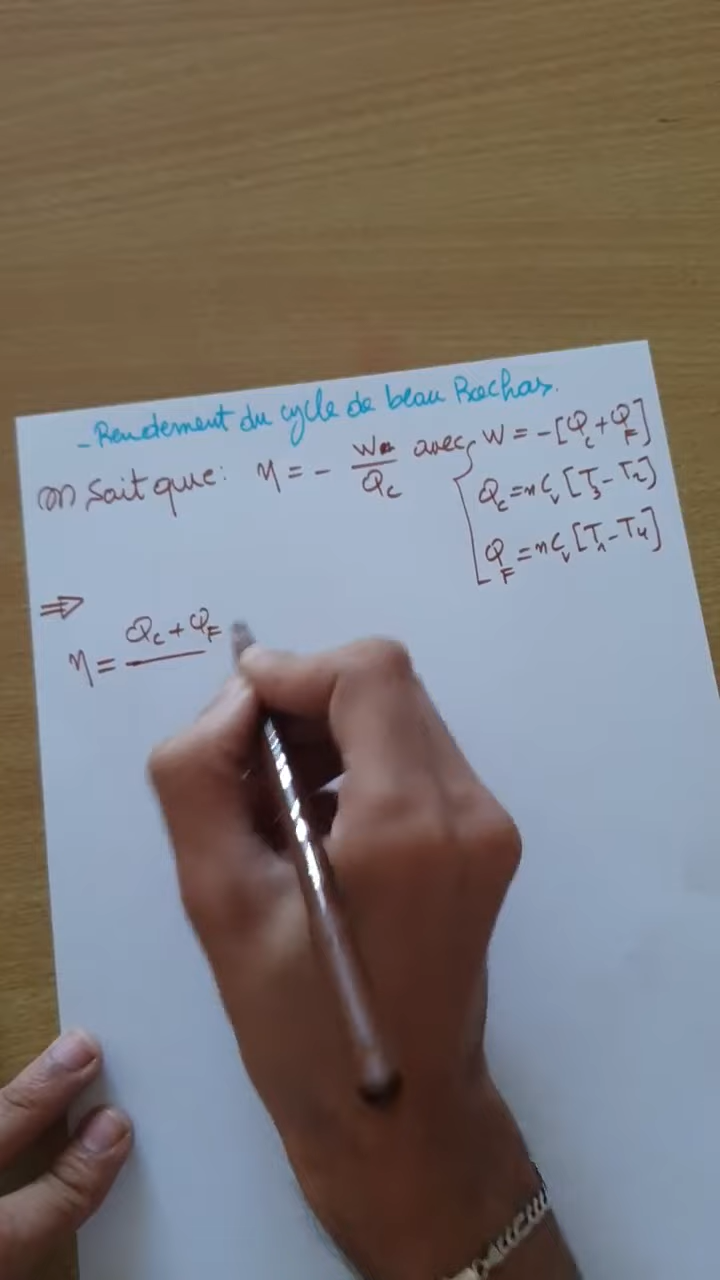 - Rendement du cycle de beau Rochas.
on sait que : η = - W/Q_c avec { W = -[Q_c + Q_F]
Q_c = nC_v [T_3 - T_2]
Q_F = nC_v [T_1 - T_4]
⇒
η = Q_c + Q_F